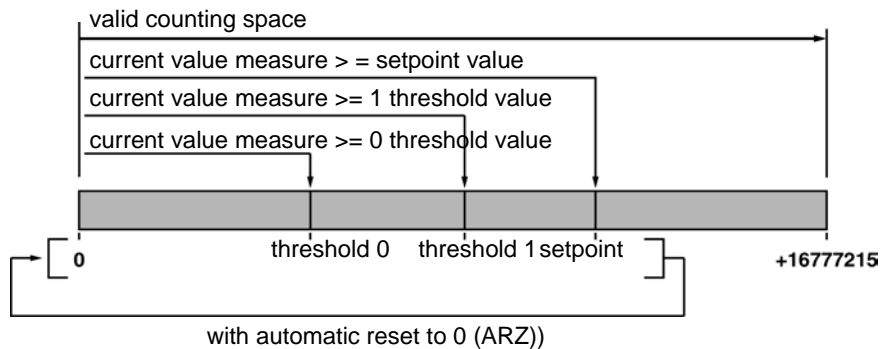 valid counting space
current value measure > = setpoint value
current value measure >= 1 threshold value
current value measure >= 0 threshold value
0 threshold 0 threshold 1 setpoint +16777215
with automatic reset to 0 (ARZ))